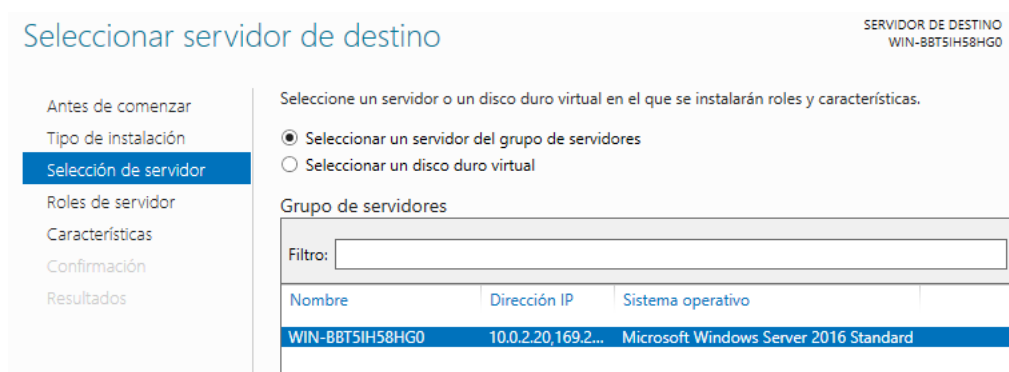 Seleccionar servidor de destino
SERVIDOR DE DESTINO
WIN-BBT5IH58HG0
Antes de comenzar
Tipo de instalación
Selección de servidor
Roles de servidor
Características
Confirmación
Resultados
Seleccione un servidor o un disco duro virtual en el que se instalarán roles y características.
Seleccionar un servidor del grupo de servidores
Seleccionar un disco duro virtual
Grupo de servidores
Filtro:
Nombre Dirección IP Sistema operativo
WIN-BBT5IH58HG0 10.0.2.20,169.2... Microsoft Windows Server 2016 Standard